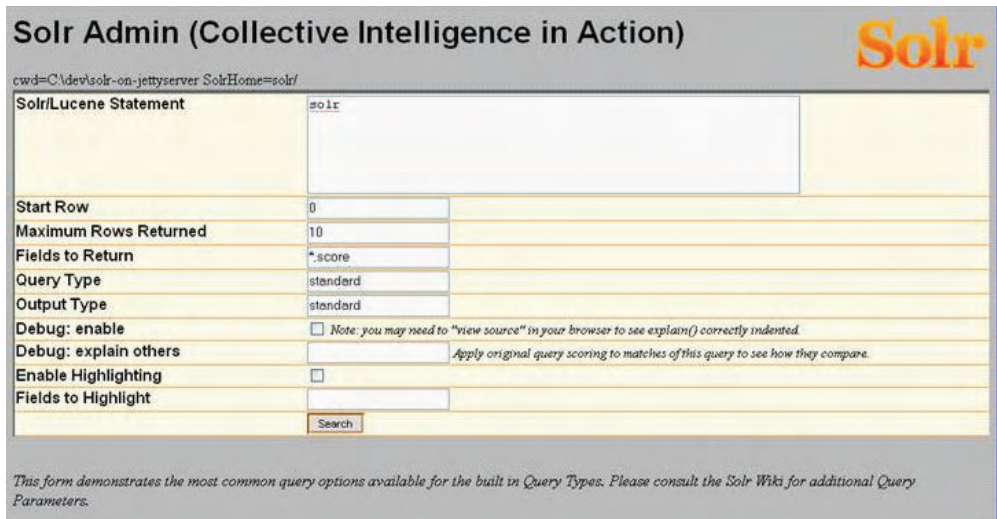 Solr Admin (Collective Intelligence in Action)
Solr
cwd=C:\dev\solr-on-jettyserver SolrHome=solr/
Solr/Lucene Statement
solr
Start Row
0
Maximum Rows Returned
10
Fields to Return
*,score
Query Type
standard
Output Type
standard
Debug: enable
Note: you may need to "view source" in your browser to see explain() correctly indented.
Debug: explain others
Apply original query scoring to matches of this query to see how they compare.
Enable Highlighting
Fields to Highlight
Search
This form demonstrates the most common query options available for the built in Query Types. Please consult the Solr Wiki for additional Query
Parameters.